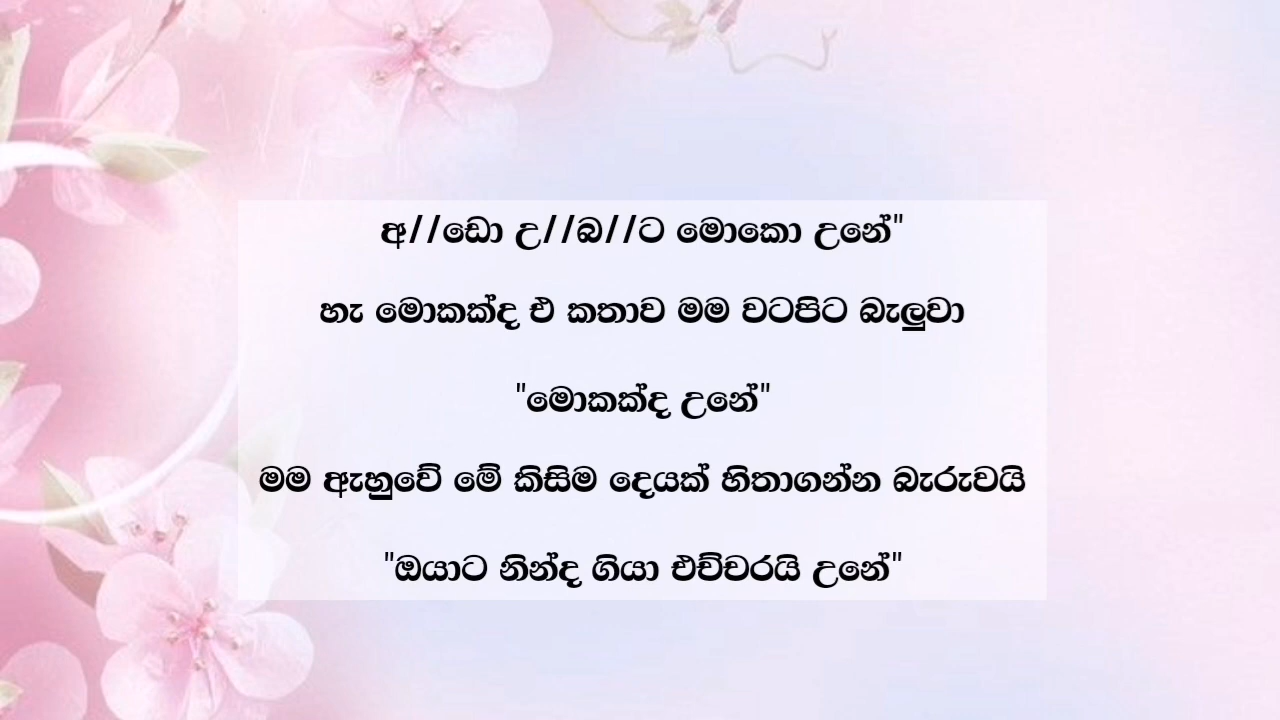 අ//ඩො උ//බ//ට මොකො උනේ"
හැ මොකක්ද එ කතාව මම වටපිට බැලුවා
"මොකක්ද උනේ"
මම ඇහුවේ මේ කිසිම දෙයක් හිතාගන්න බැරුවයි
"ඔයාට නින්ද ගියා එච්චරයි උනේ"